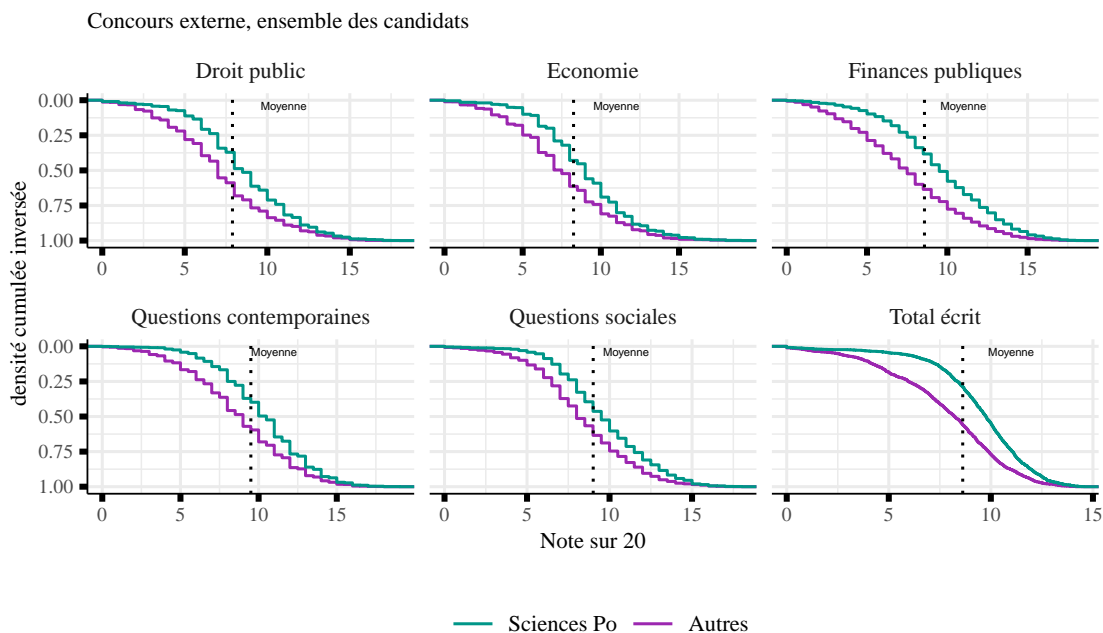 Concours externe, ensemble des candidats
Droit public
Economie
Finances publiques
0.00
0.25
0.50
0.75
1.00
Moyenne
Moyenne
Moyenne
0
5
10
15
0
5
10
15
0
5
10
15
Questions contemporaines
Questions sociales
Total écrit
0.00
0.25
0.50
0.75
1.00
Moyenne
Moyenne
Moyenne
0
5
10
15
0
5
10
15
0
5
10
15
densité cumulée inversée
Note sur 20
Sciences Po
Autres